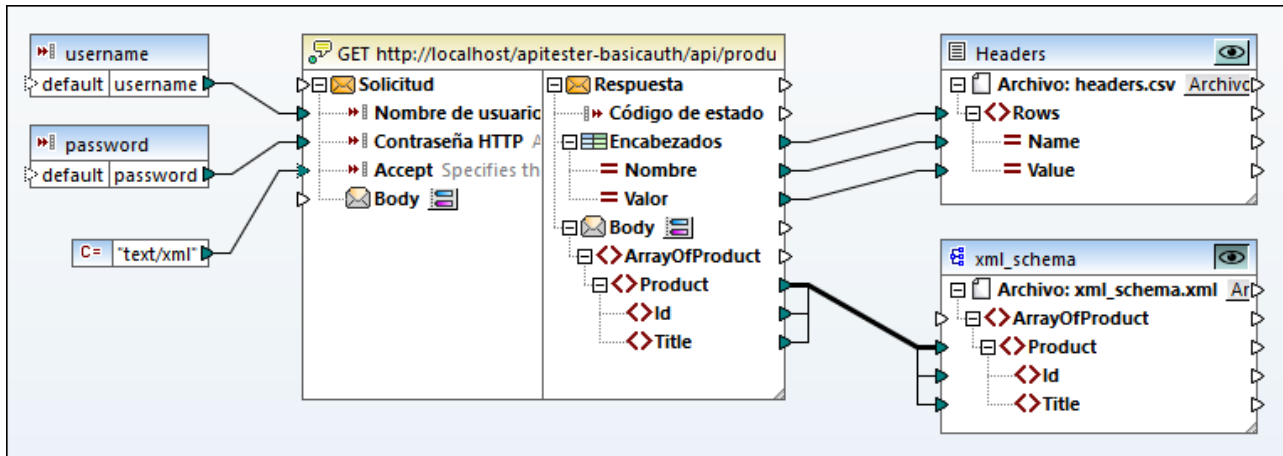 username
default username
password
default password
C= "text/xml"
GET http://localhost/apitester-basicauth/api/produ
Solicitud
Nombre de usuario
Contraseña HTTP A
Accept Specifies th
Body
Respuesta
Código de estado
Encabezados
Nombre
Valor
Body
ArrayOfProduct
Product
Id
Title
Headers
Archivo: headers.csv Archivo
Rows
Name
Value
xml_schema
Archivo: xml_schema.xml Ar
ArrayOfProduct
Product
Id
Title